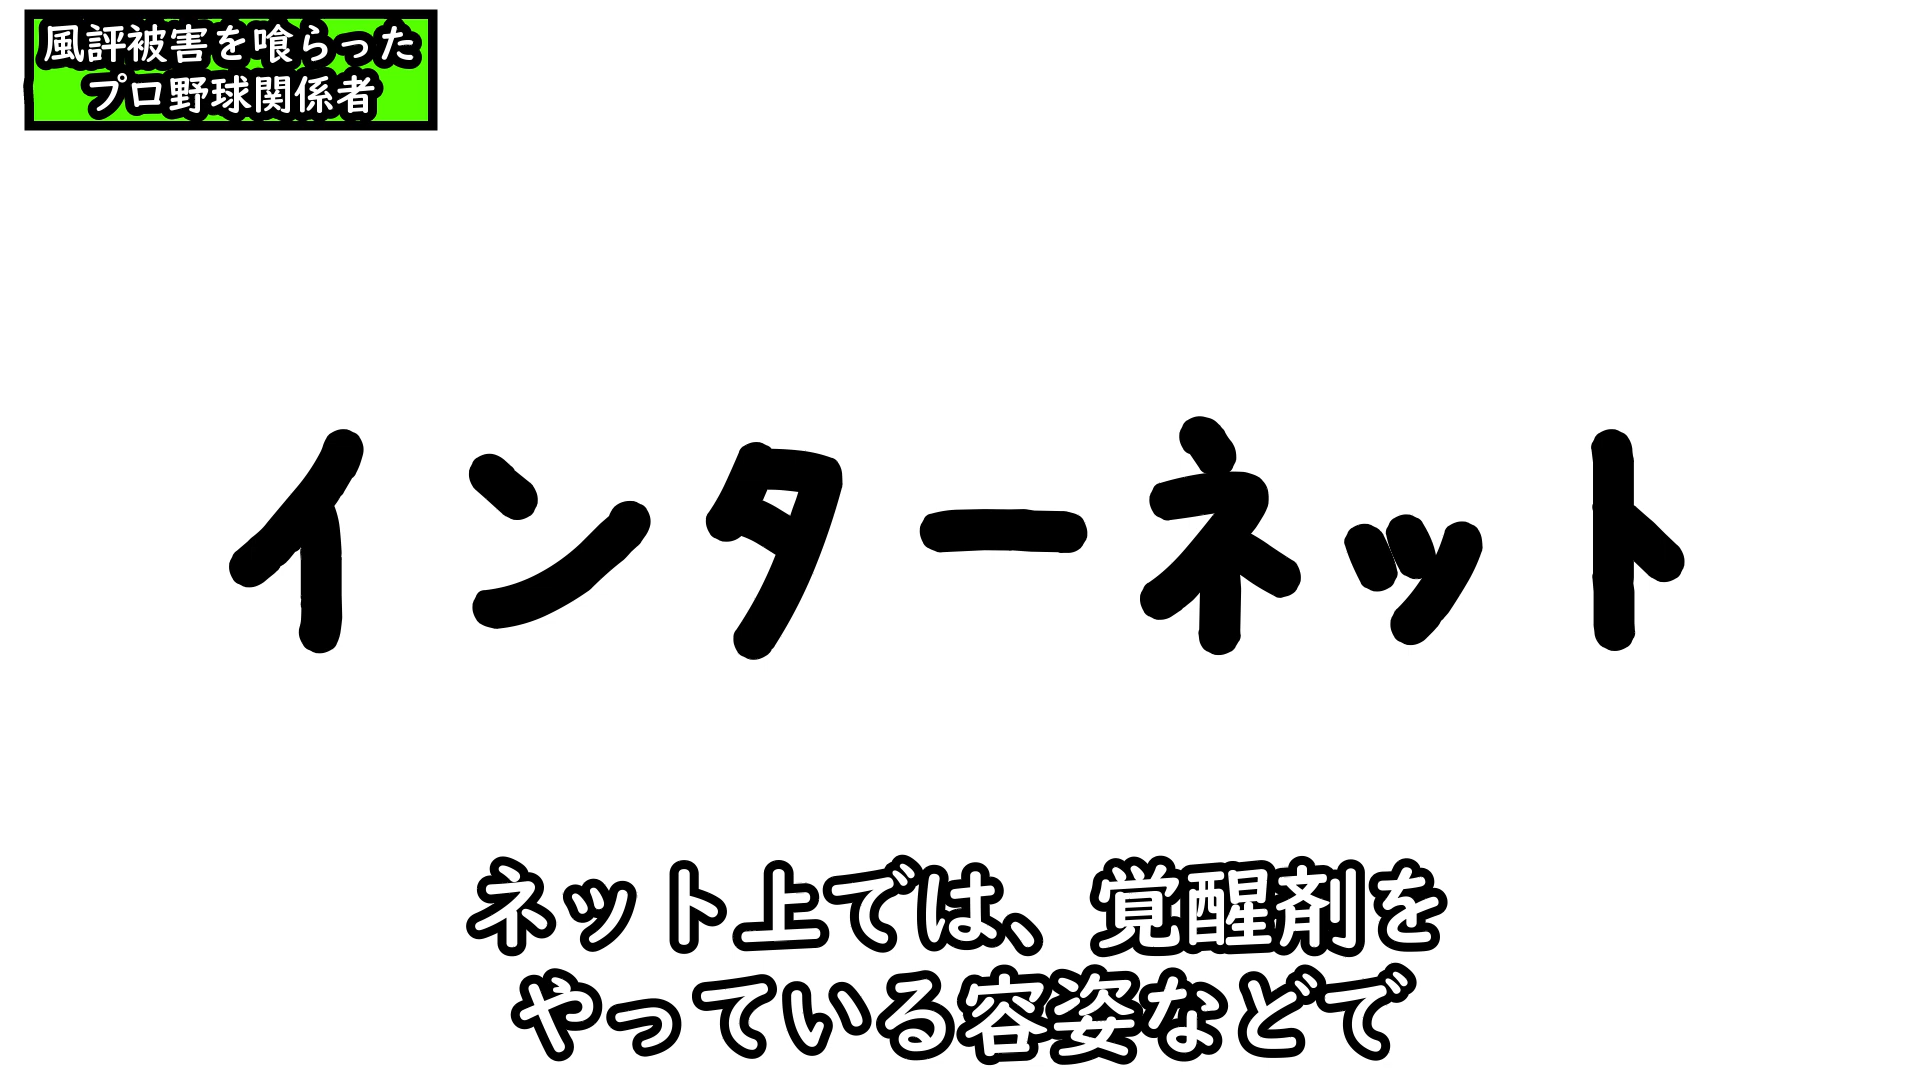 風評被害を喰らった
プロ野球関係者
インターネット
ネット上では、覚醒剤を
やっている容姿などで